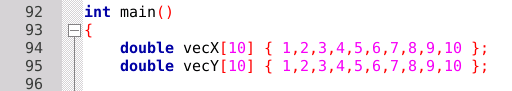 92 int main()
93 {
94 double vecX[10] { 1,2,3,4,5,6,7,8,9,10 };
95 double vecY[10] { 1,2,3,4,5,6,7,8,9,10 };
96